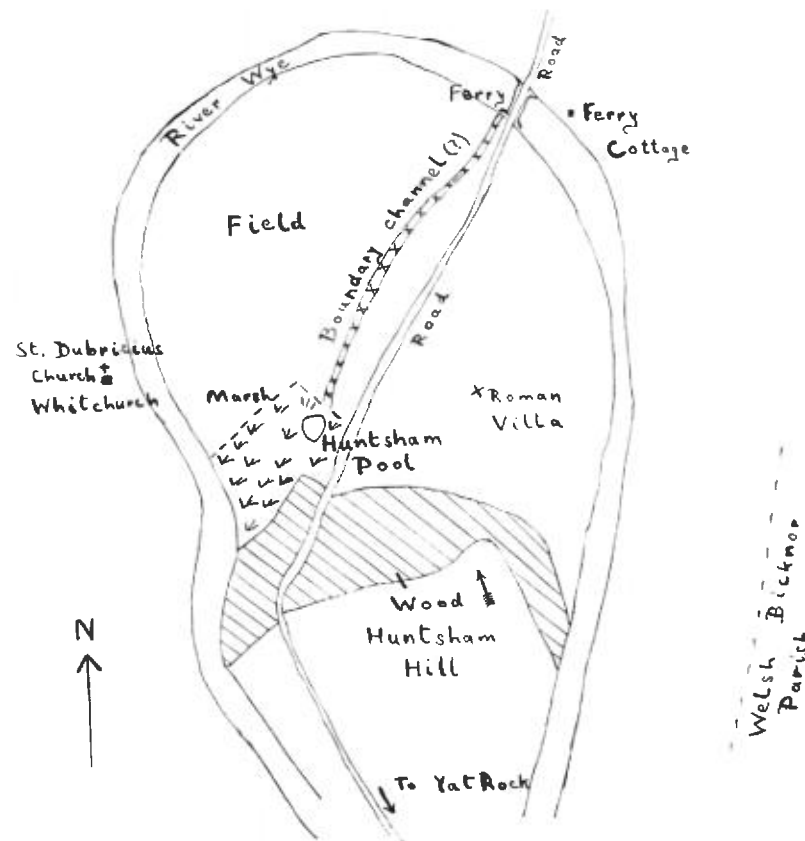 Road
River Wye
Ferry
Ferry
Cottage
Boundary channel (?)
Field
Road
St. Dubricius
Church
Whitchurch
Marsh
Roman
Villa
Huntsham
Pool
Wood
Huntsham
Hill
N
Welsh Bicknor
Parish
To Yat Rock